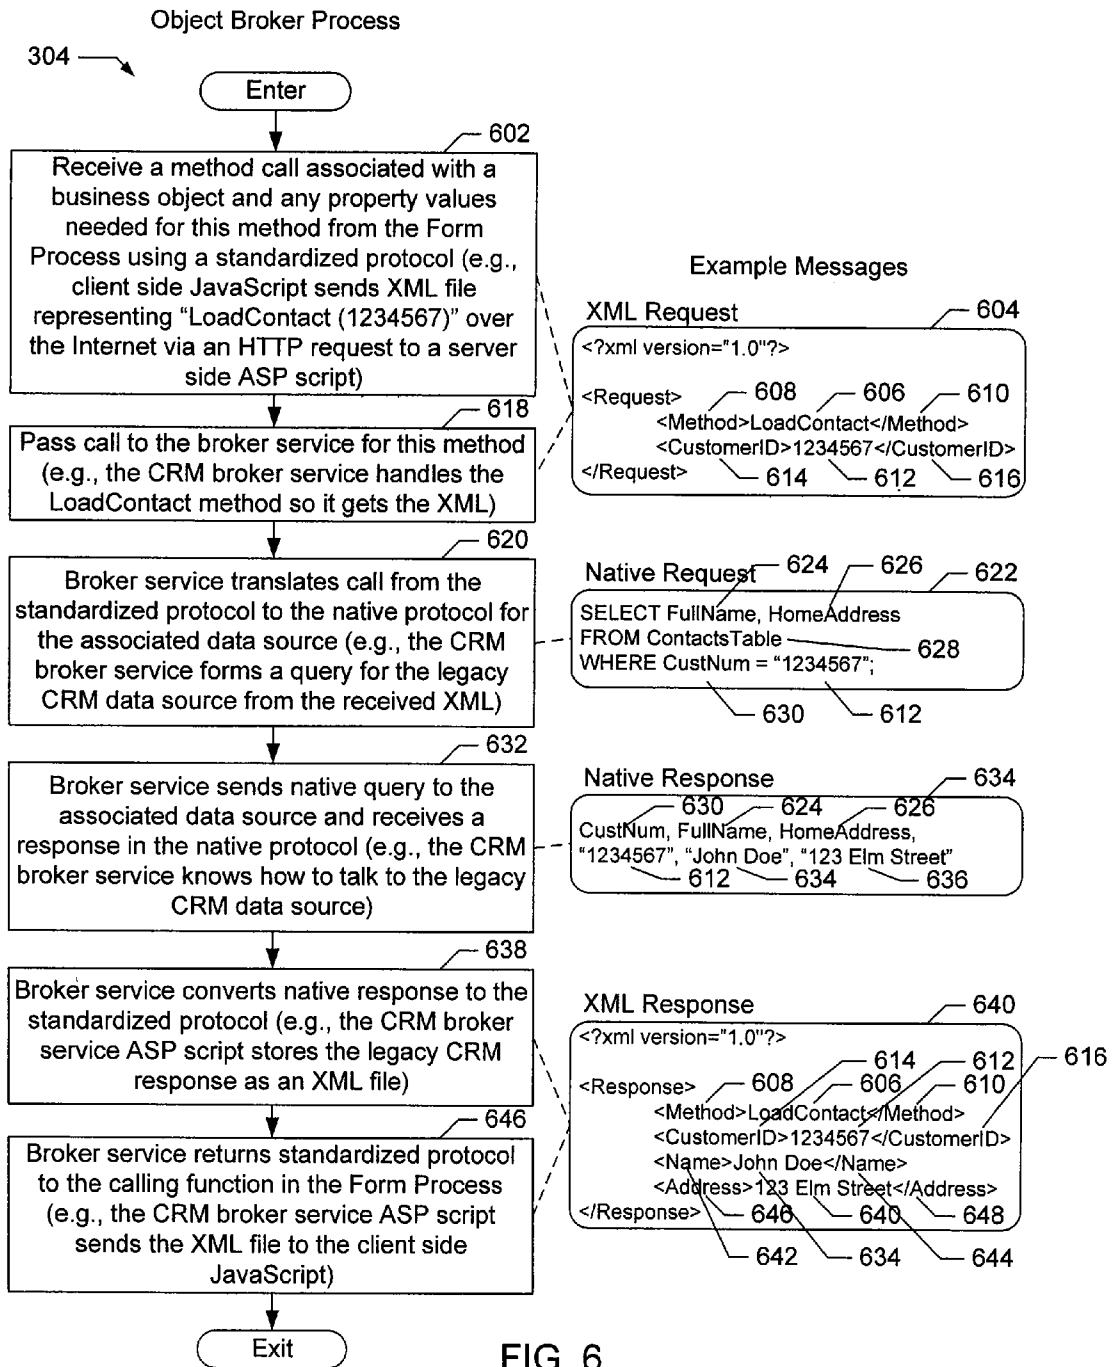 Object Broker Process
304
Enter
602
Receive a method call associated with a
business object and any property values
needed for this method from the Form
Process using a standardized protocol (e.g.,
client side JavaScript sends XML file
representing “LoadContact (1234567)” over
the Internet via an HTTP request to a server
side ASP script)
618
Pass call to the broker service for this method
(e.g., the CRM broker service handles the
LoadContact method so it gets the XML)
620
Broker service translates call from the
standardized protocol to the native protocol for
the associated data source (e.g., the CRM
broker service forms a query for the legacy
CRM data source from the received XML)
632
Broker service sends native query to the
associated data source and receives a
response in the native protocol (e.g., the CRM
broker service knows how to talk to the legacy
CRM data source)
638
Broker service converts native response to the
standardized protocol (e.g., the CRM broker
service ASP script stores the legacy CRM
response as an XML file)
646
Broker service returns standardized protocol
to the calling function in the Form Process
(e.g., the CRM broker service ASP script
sends the XML file to the client side
JavaScript)
Exit
Example Messages
XML Request
604
<?xml version="1.0"?>
608 606 610
<Request>
<Method>LoadContact</Method>
<CustomerID>1234567</CustomerID>
</Request>
614 612 616
Native Request
624 626 622
SELECT FullName, HomeAddress
FROM ContactsTable
628
WHERE CustNum = “1234567”;
630 612
Native Response
634
630 624 626
CustNum, FullName, HomeAddress,
“1234567”, “John Doe”, “123 Elm Street”
612 634 636
XML Response
640
<?xml version="1.0"?>
614 612 616
<Response>
608 606 610
<Method>LoadContact</Method>
<CustomerID>1234567</CustomerID>
<Name>John Doe</Name>
<Address>123 Elm Street</Address>
</Response>
646 640 648
642 634 644
FIG. 6